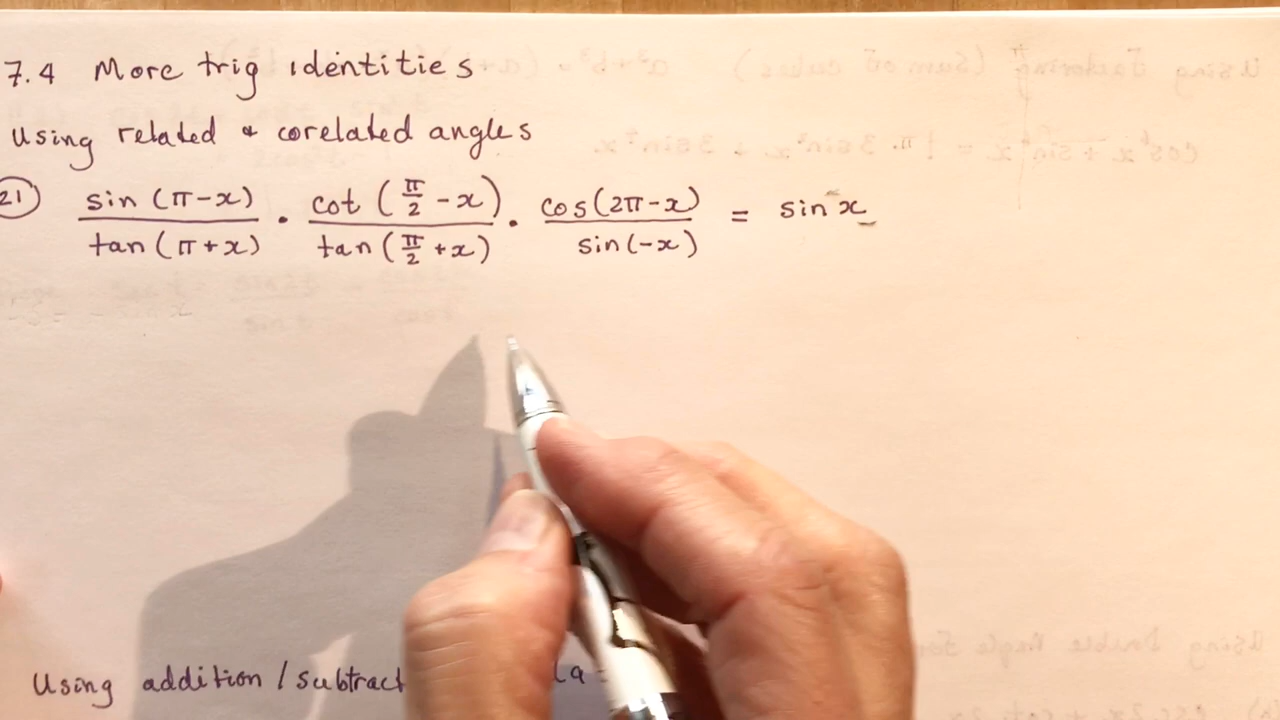 7.4 More trig identities
Using related & corelated angles
21 sin (π-x) / tan (π+x) · cot (π/2 -x) / tan (π/2 +x) · cos(2π-x) / sin(-x) = sin x
Using addition / subtract